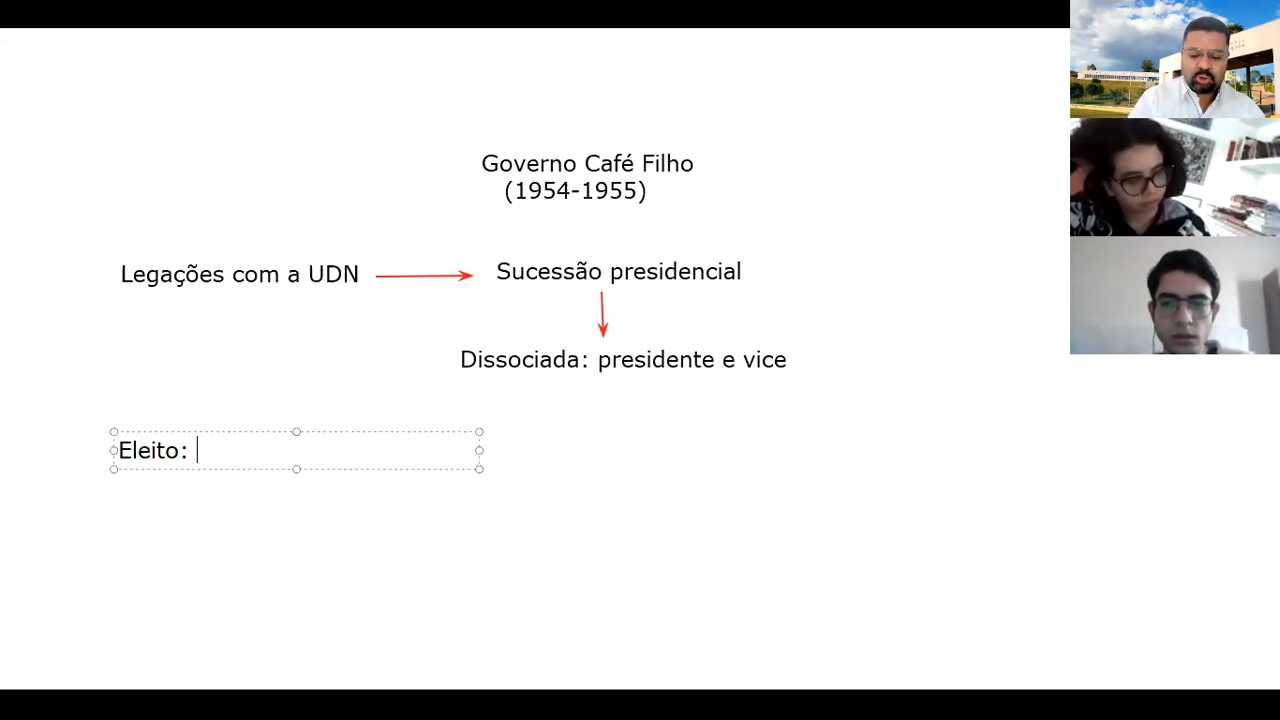 Governo Café Filho
(1954-1955)
Legações com a UDN
Sucessão presidencial
Dissociada: presidente e vice
Eleito: